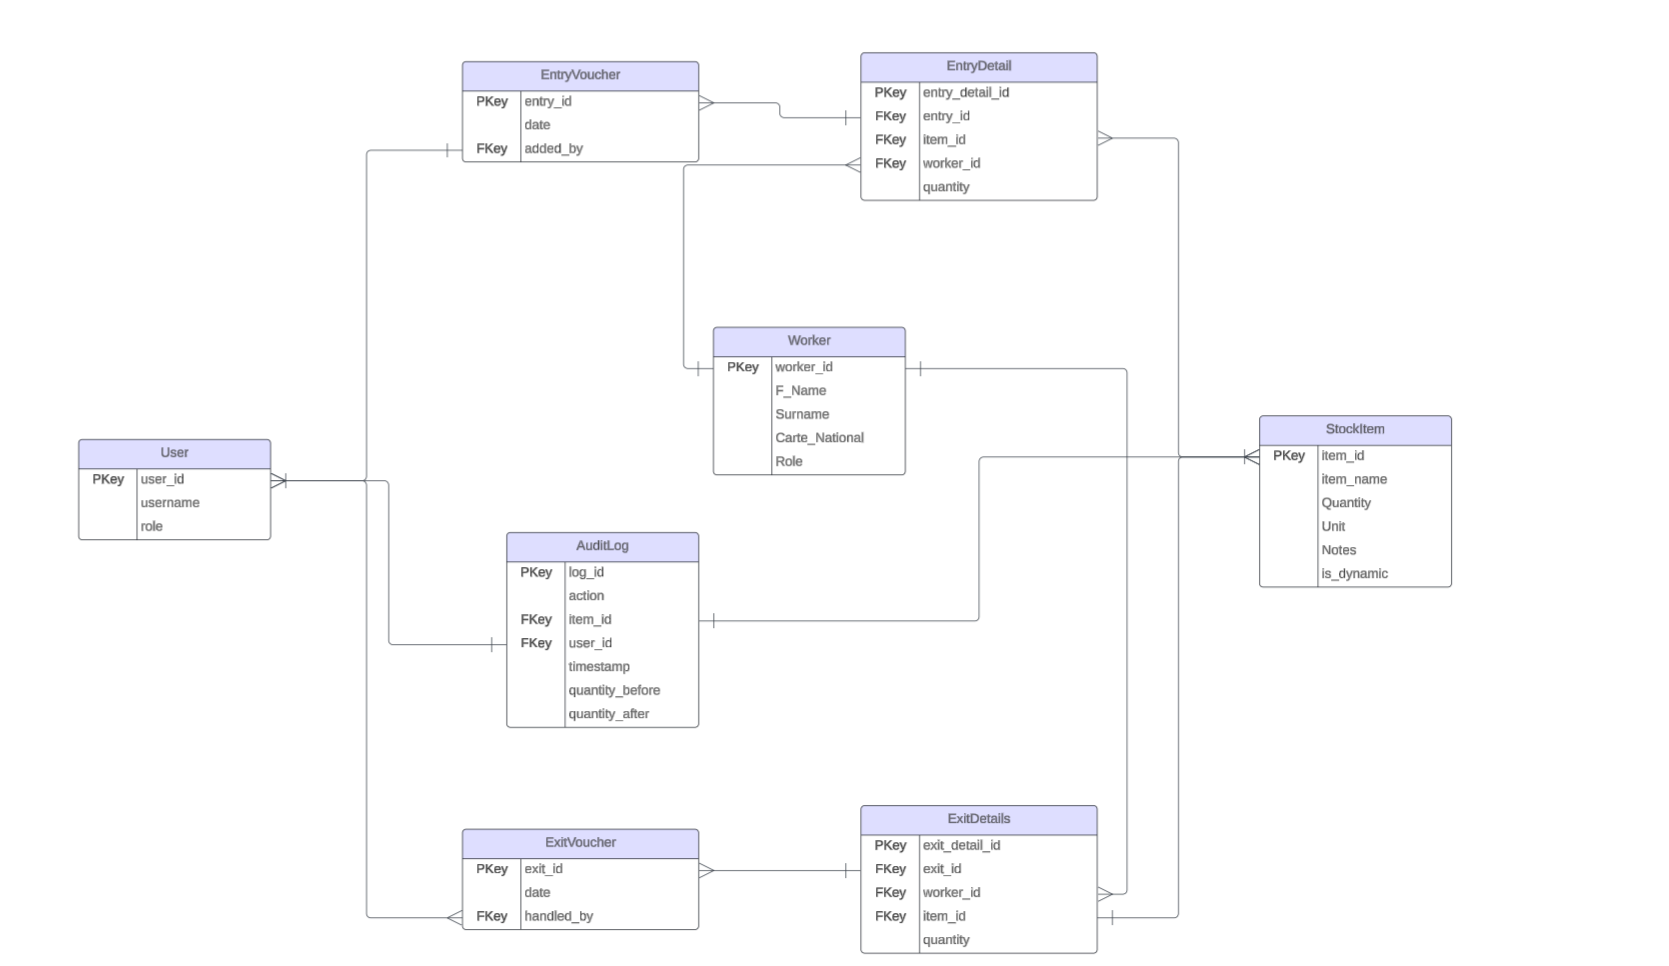 EntryVoucher
PKey entry_id
date
FKey added_by
EntryDetail
PKey entry_detail_id
FKey entry_id
FKey item_id
FKey worker_id
quantity
Worker
PKey worker_id
F_Name
Surname
Carte_National
Role
StockItem
PKey item_id
item_name
Quantity
Unit
Notes
is_dynamic
User
PKey user_id
username
role
AuditLog
PKey log_id
action
FKey item_id
FKey user_id
timestamp
quantity_before
quantity_after
ExitVoucher
PKey exit_id
date
FKey handled_by
ExitDetails
PKey exit_detail_id
FKey exit_id
FKey worker_id
FKey item_id
quantity